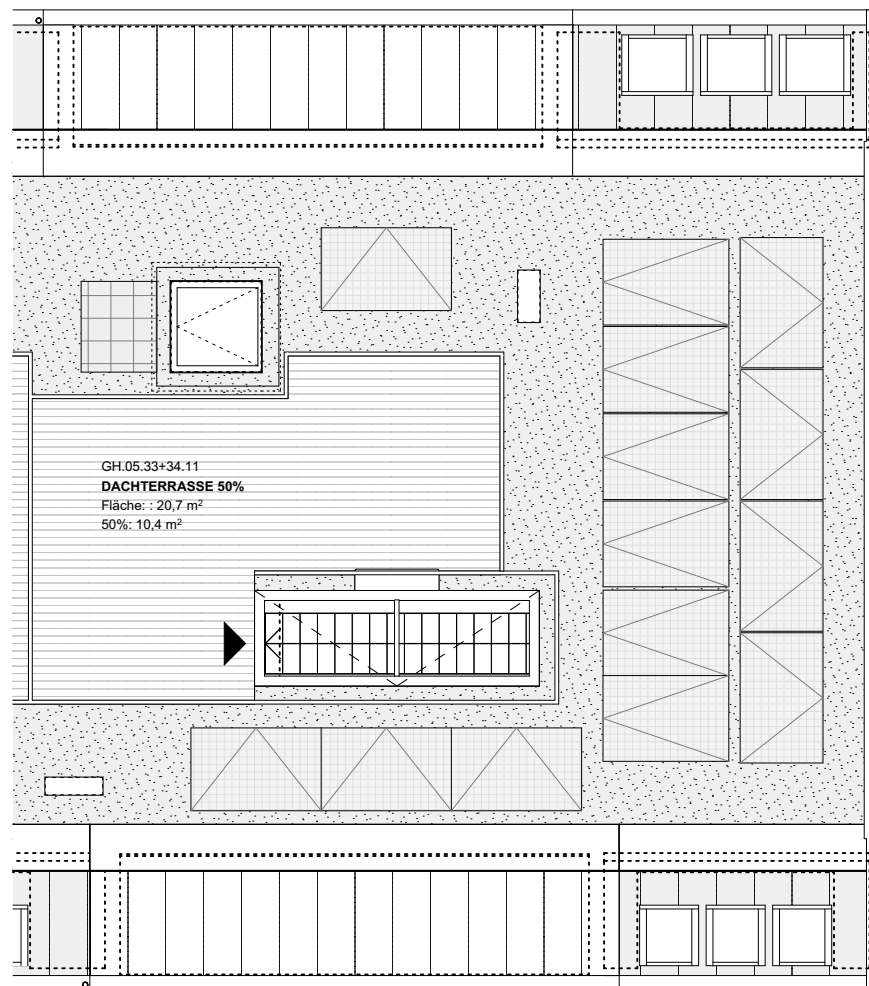 GH.05.33+34.11
DACHTERRASSE 50%
Fläche: : 20,7 m²
50%: 10,4 m²